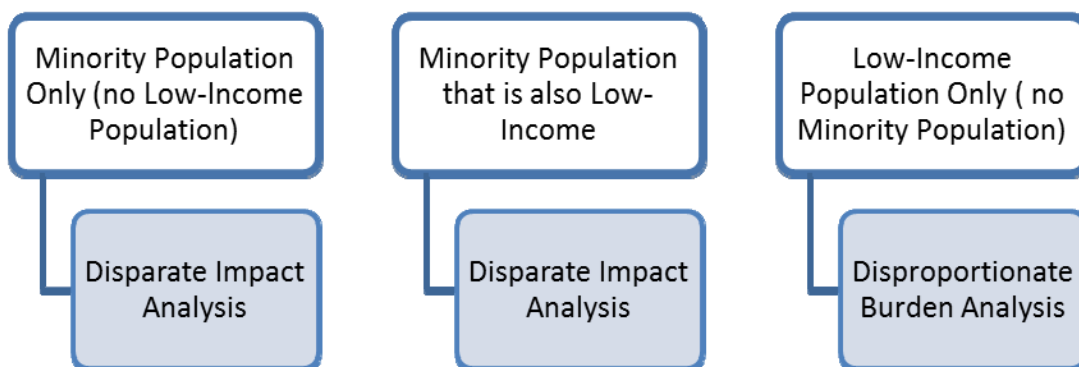 Minority Population
Only (no Low-Income
Population)
Disparate Impact
Analysis
Minority Population
that is also Low-
Income
Disparate Impact
Analysis
Low-Income
Population Only ( no
Minority Population)
Disproportionate
Burden Analysis